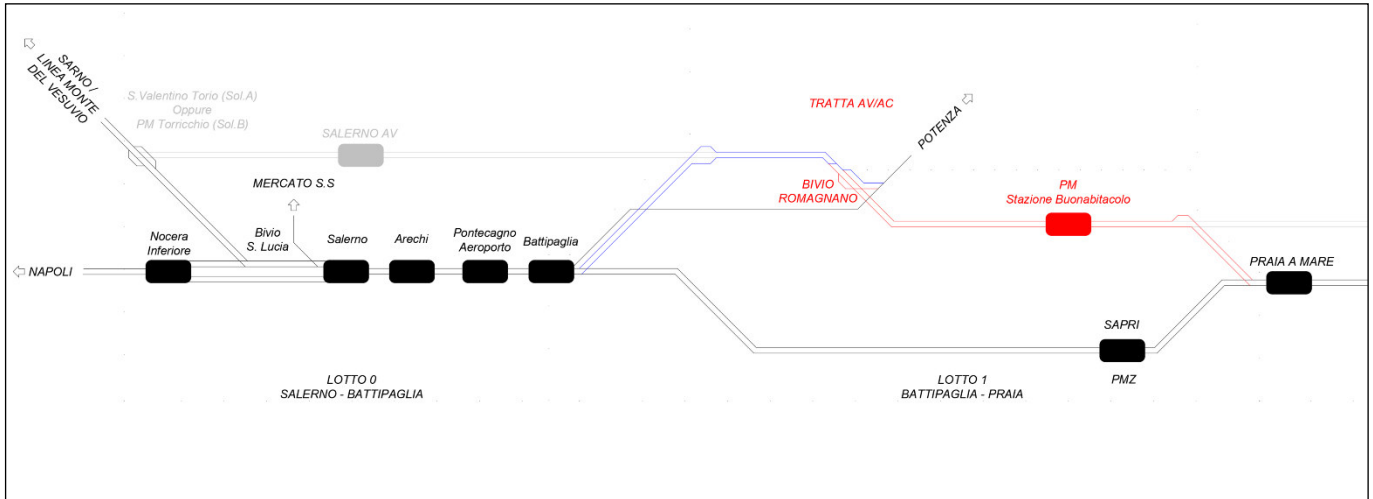 SARNO /
LINEA MONTE
DEL VESUVIO
S.Valentino Torio (Sol.A)
Oppure
PM Torricchio (Sol.B)
SALERNO AV
TRATTA AV/AC
POTENZA
MERCATO S.S
BIVIO
ROMAGNANO
PM
Stazione Buonabitacolo
Nocera
Inferiore
Bivio
S. Lucia
Salerno
Arechi
Pontecagno
Aeroporto
Battipaglia
NAPOLI
PRAIA A MARE
SAPRI
PMZ
LOTTO 0
SALERNO - BATTIPAGLIA
LOTTO 1
BATTIPAGLIA - PRAIA